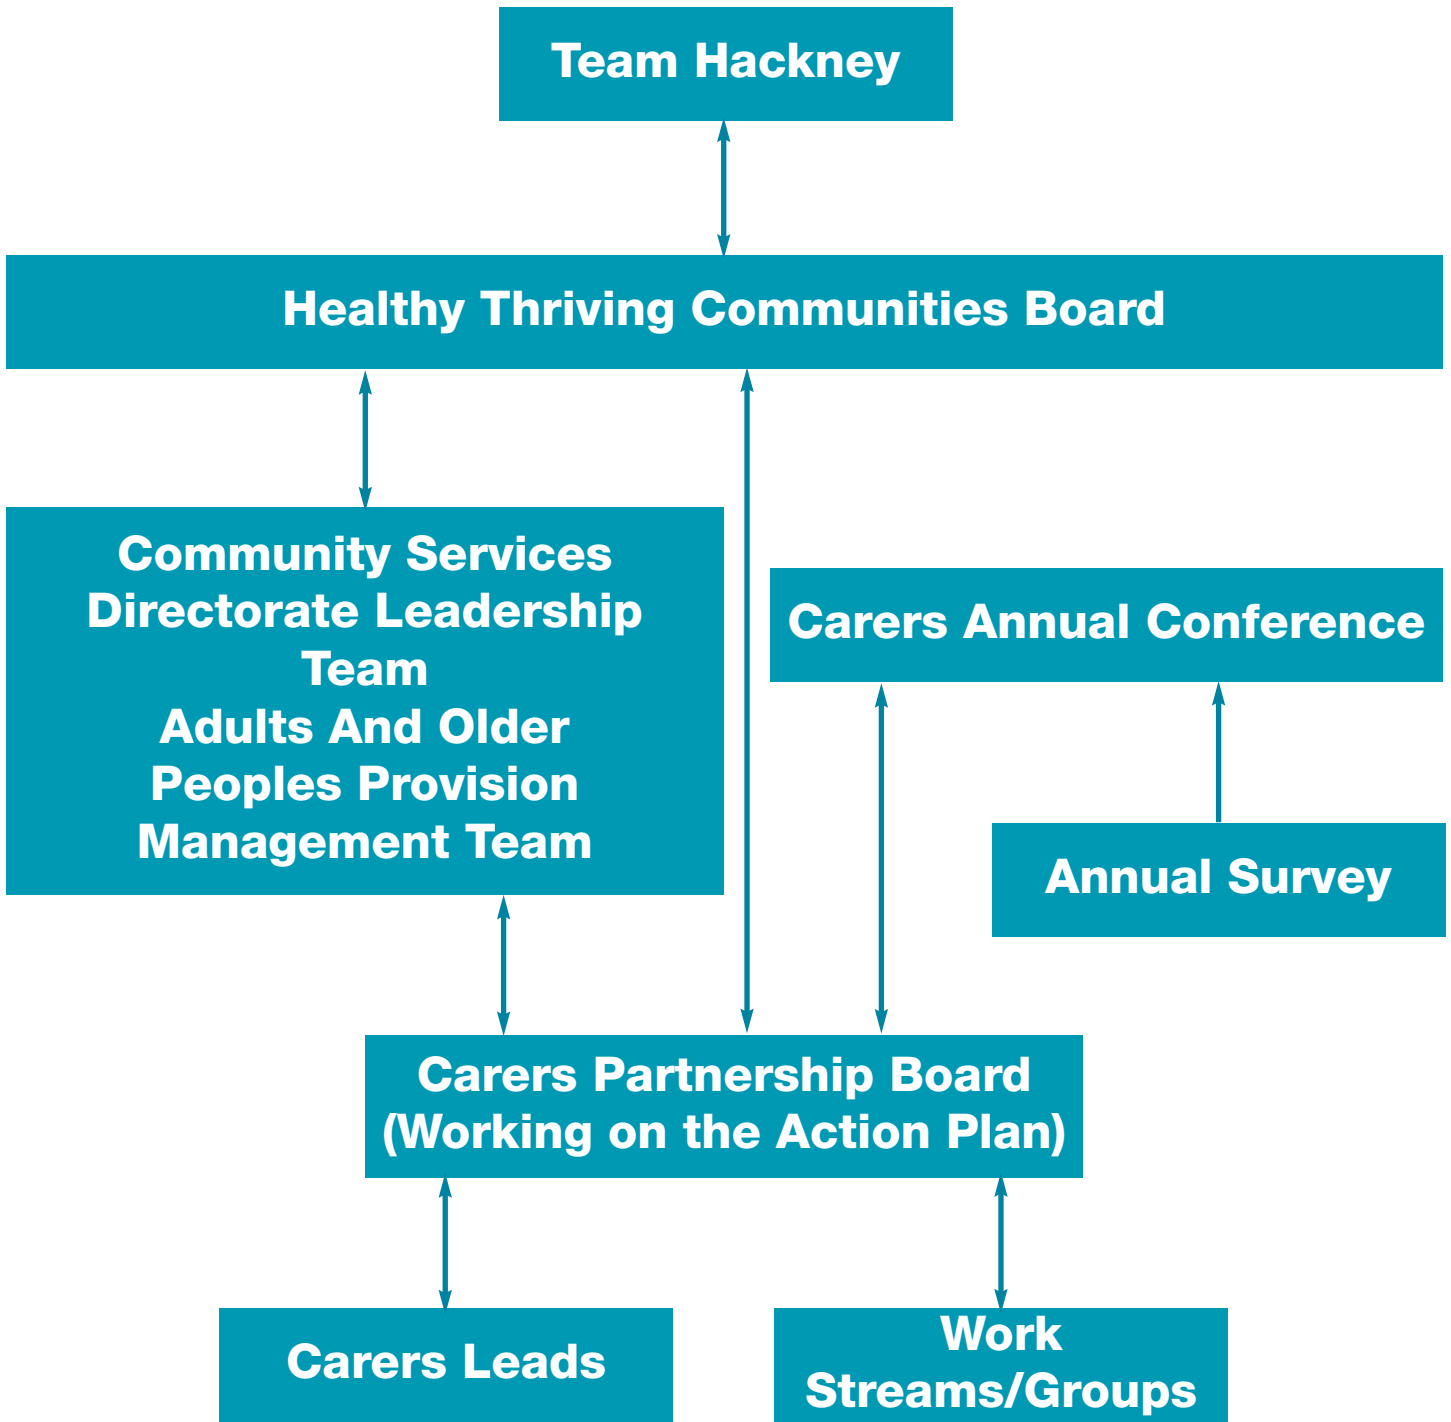 Team Hackney
Healthy Thriving Communities Board
Community Services
Directorate Leadership
Team
Adults And Older
Peoples Provision
Management Team
Carers Annual Conference
Annual Survey
Carers Partnership Board
(Working on the Action Plan)
Carers Leads
Work
Streams/Groups